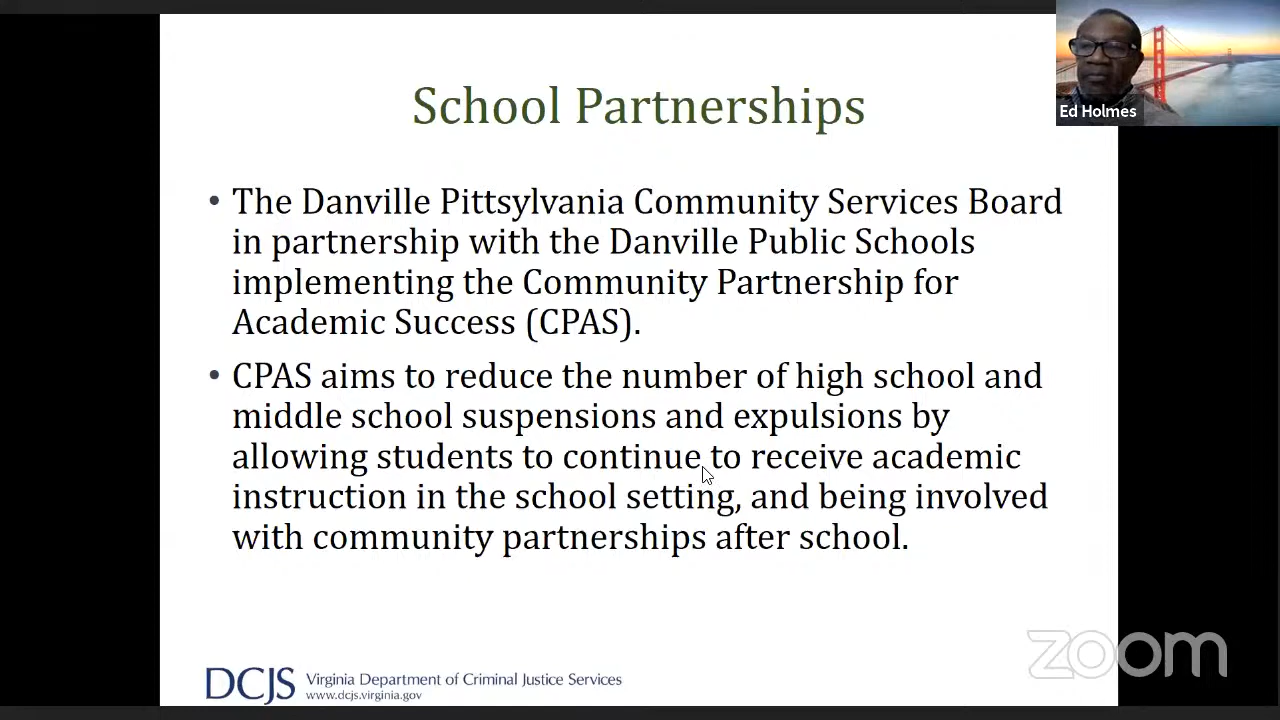 School Partnerships
Ed Holmes
• The Danville Pittsylvania Community Services Board
in partnership with the Danville Public Schools
implementing the Community Partnership for
Academic Success (CPAS).
• CPAS aims to reduce the number of high school and
middle school suspensions and expulsions by
allowing students to continue to receive academic
instruction in the school setting, and being involved
with community partnerships after school.
zoom
DCJS Virginia Department of Criminal Justice Services
www.dcjs.virginia.gov